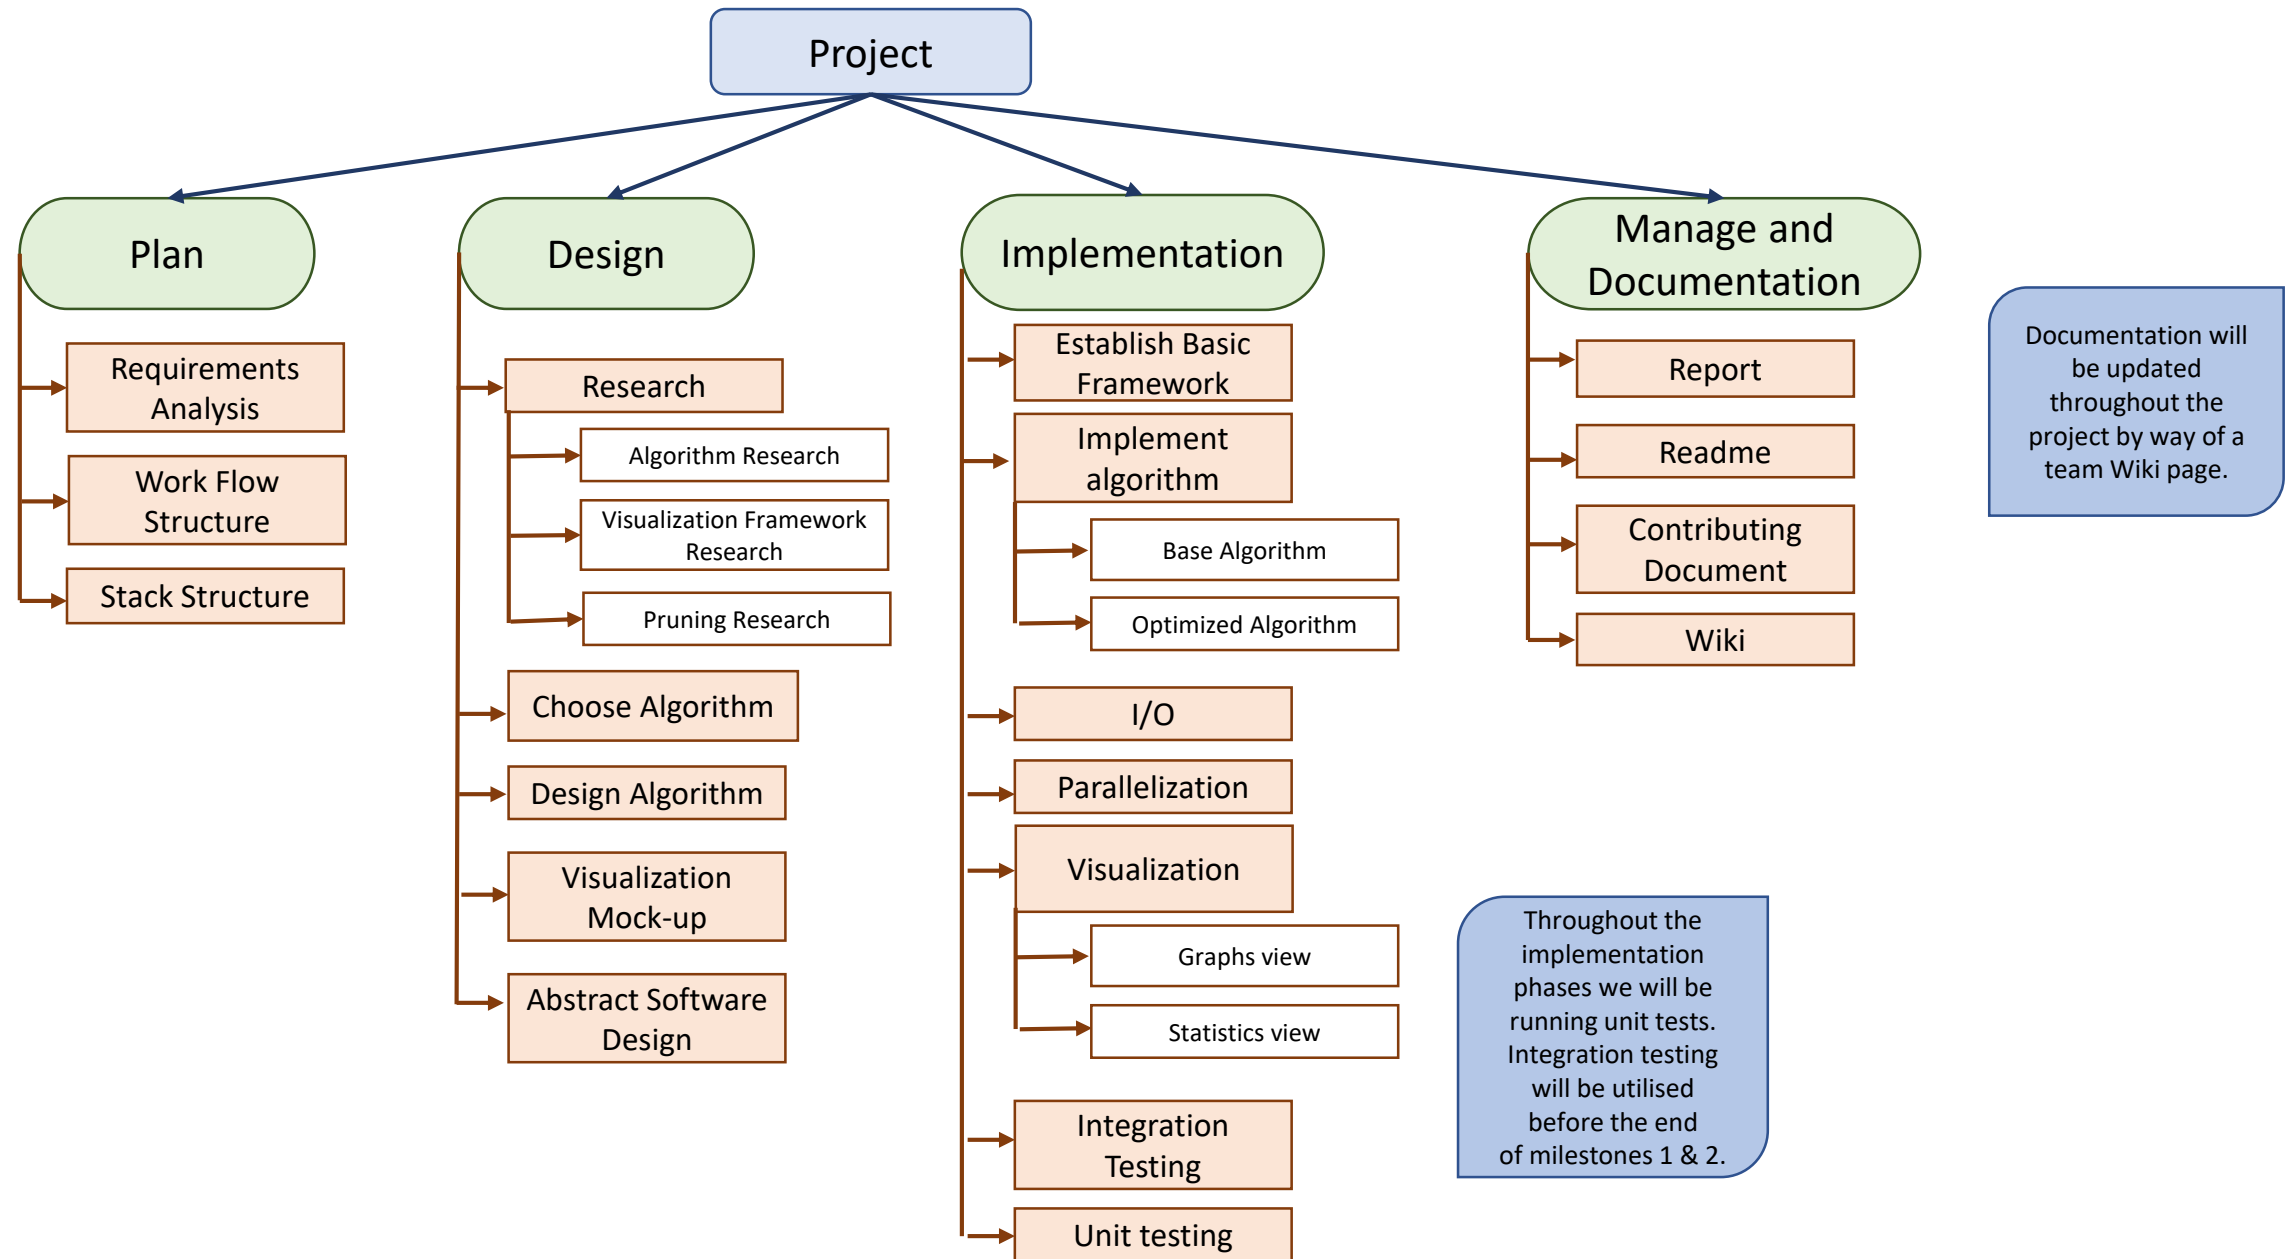 Project
Plan
Requirements
Analysis
Work Flow
Structure
Stack Structure
Design
Research
Algorithm Research
Visualization Framework
Research
Pruning Research
Choose Algorithm
Design Algorithm
Visualization
Mock-up
Abstract Software
Design
Implementation
Establish Basic
Framework
Implement
algorithm
Base Algorithm
Optimized Algorithm
I/O
Parallelization
Visualization
Graphs view
Statistics view
Integration
Testing
Unit testing
Manage and
Documentation
Report
Readme
Contributing
Document
Wiki
Documentation will
be updated
throughout the
project by way of a
team Wiki page.
Throughout the
implementation
phases we will be
running unit tests.
Integration testing
will be utilised
before the end
of milestones 1 & 2.